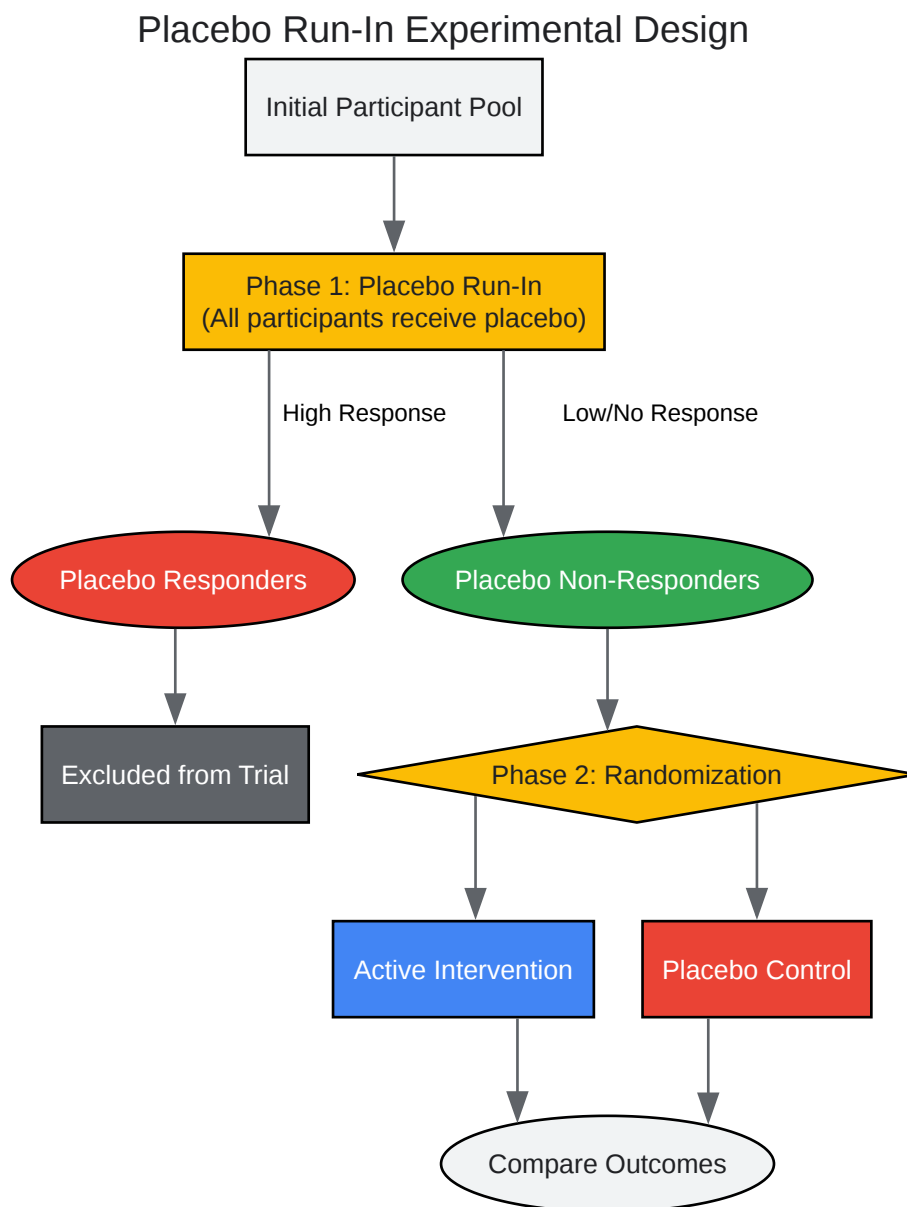 Placebo Run-In Experimental Design
Initial Participant Pool
Phase 1: Placebo Run-In
(All participants receive placebo)
High Response
Low/No Response
Placebo Responders
Placebo Non-Responders
Excluded from Trial
Phase 2: Randomization
Active Intervention
Placebo Control
Compare Outcomes